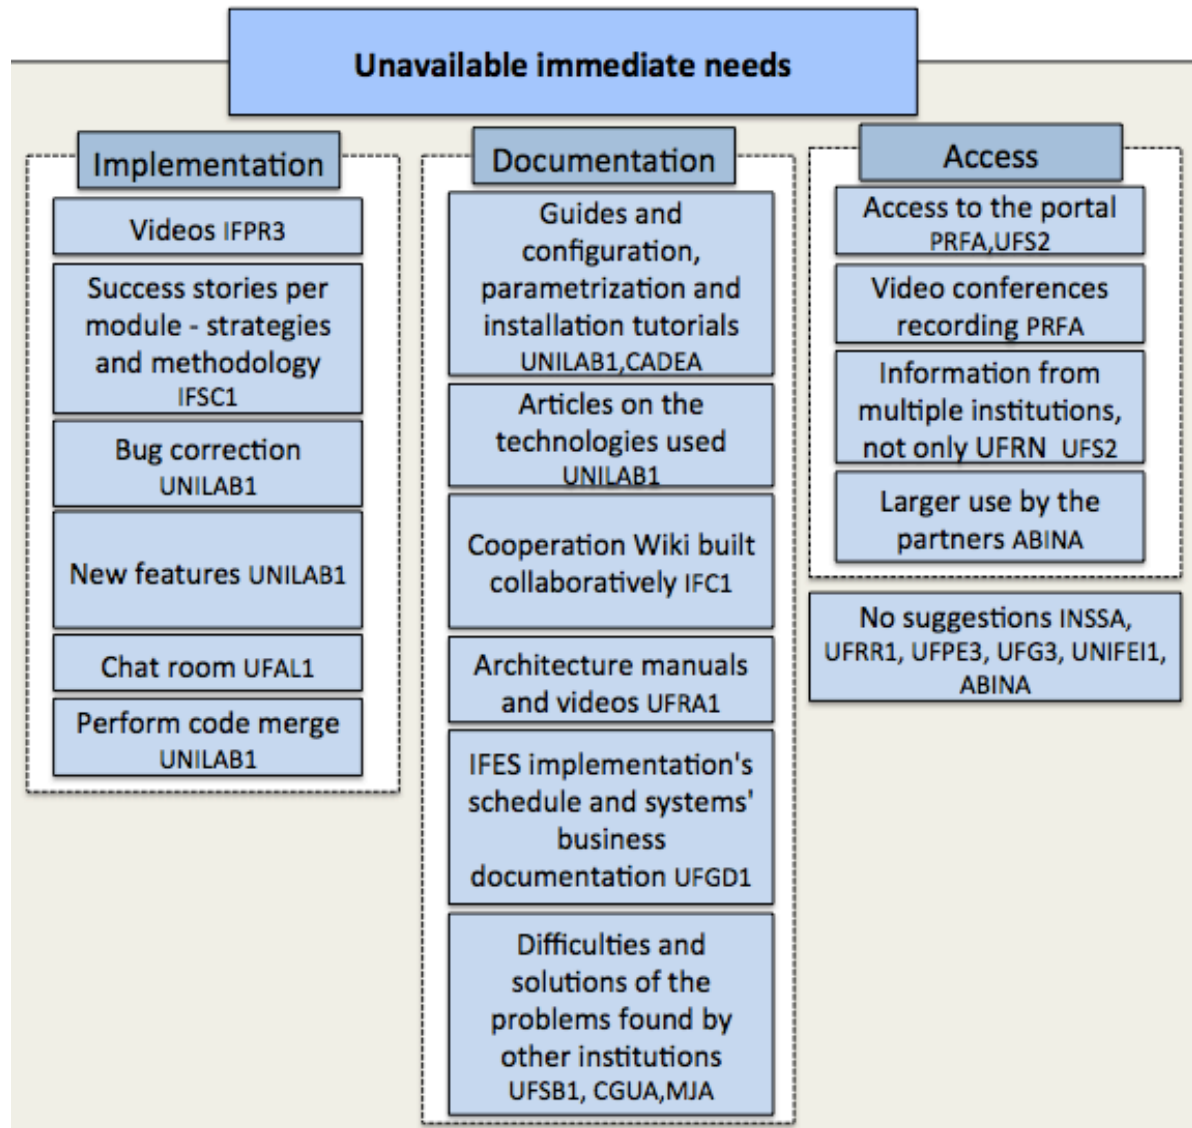 Unavailable immediate needs
Implementation
Videos IFPR3
Success stories per
module - strategies
and methodology
IFSC1
Bug correction
UNILAB1
New features UNILAB1
Chat room UFAL1
Perform code merge
UNILAB1
Documentation
Guides and
configuration,
parametrization and
installation tutorials
UNILAB1,CADEA
Articles on the
technologies used
UNILAB1
Cooperation Wiki built
collaboratively IFC1
Architecture manuals
and videos UFRA1
IFES implementation's
schedule and systems'
business
documentation UFGD1
Difficulties and
solutions of the
problems found by
other institutions
UFSB1, CGUA,MJA
Access
Access to the portal
PRFA,UFS2
Video conferences
recording PRFA
Information from
multiple institutions,
not only UFRN UFS2
Larger use by the
partners ABINA
No suggestions INSSA,
UFRR1, UFPE3, UFG3, UNIFEI1,
ABINA